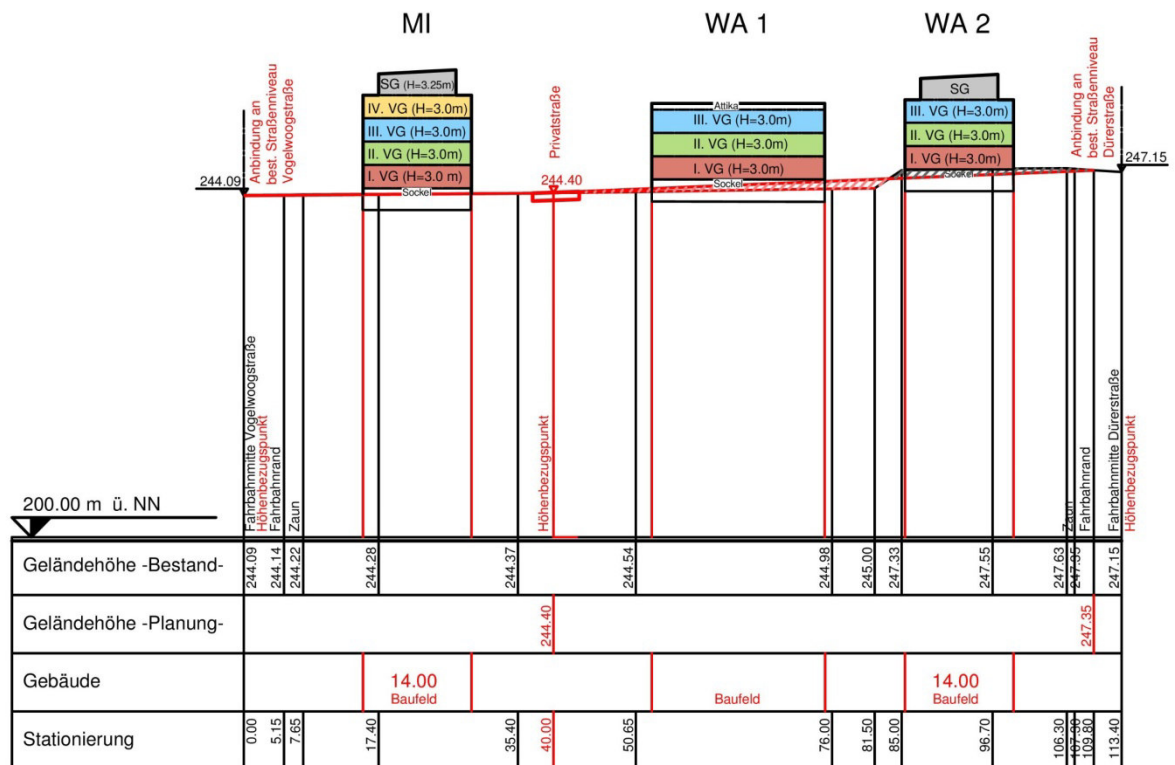 MI
WA 1
WA 2
Anbindung an
best. Straßenniveau
Vogelwoogstraße
SG (H=3.25m)
IV. VG (H=3.0m)
III. VG (H=3.0m)
II. VG (H=3.0m)
I. VG (H=3.0 m)
Sockel
Privatstraße
Attika
III. VG (H=3.0m)
II. VG (H=3.0m)
I. VG (H=3.0m)
Sockel
SG
III. VG (H=3.0m)
II. VG (H=3.0m)
I. VG (H=3.0m)
Sockel
Anbindung an
best. Straßenniveau
Dürerstraße
244.09
244.40
247.15
Fahrbahnmitte Vogelwoogstraße
Höhenbezugspunkt
Fahrbahnrand
Zaun
Höhenbezugspunkt
Zaun
Fahrbahnrand
Fahrbahnmitte Dürerstraße
Höhenbezugspunkt
200.00 m ü. NN
Geländehöhe -Bestand-
244.09
244.14
244.22
244.28
244.37
244.54
244.98
245.00
247.33
247.55
247.63
247.35
247.15
Geländehöhe -Planung-
244.40
247.35
Gebäude
14.00
Baufeld
Baufeld
14.00
Baufeld
Stationierung
0.00
5.15
7.65
17.40
35.40
40.00
50.65
76.00
81.50
85.00
96.70
106.30
109.80
113.40